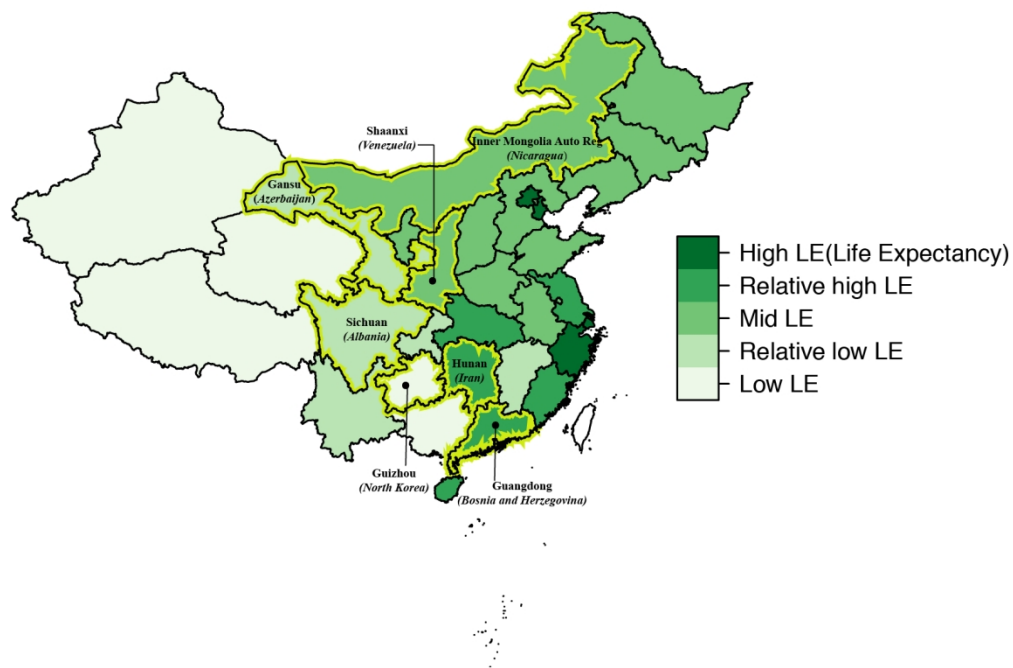 Shaanxi
(Venezuela)
Inner Mongolia Auto Reg
(Nicaragua)
Gansu
(Azerbaijan)
Sichuan
(Albania)
Hunan
(Iran)
Guizhou
(North Korea)
Guangdong
(Bosnia and Herzegovina)
High LE(Life Expectancy)
Relative high LE
Mid LE
Relative low LE
Low LE